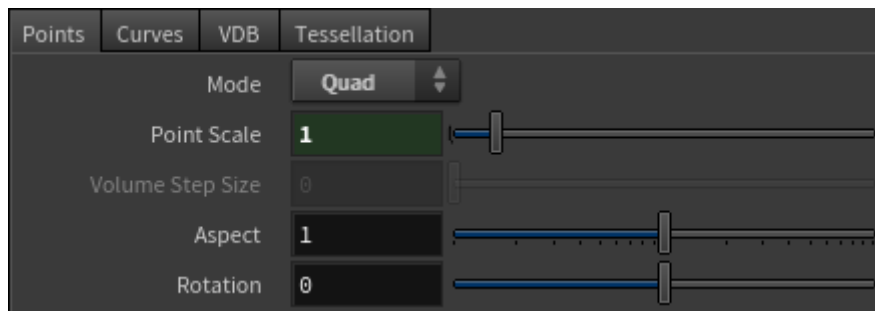 Points Curves VDB Tessellation
Mode Quad
Point Scale 1
Volume Step Size 0
Aspect 1
Rotation 0